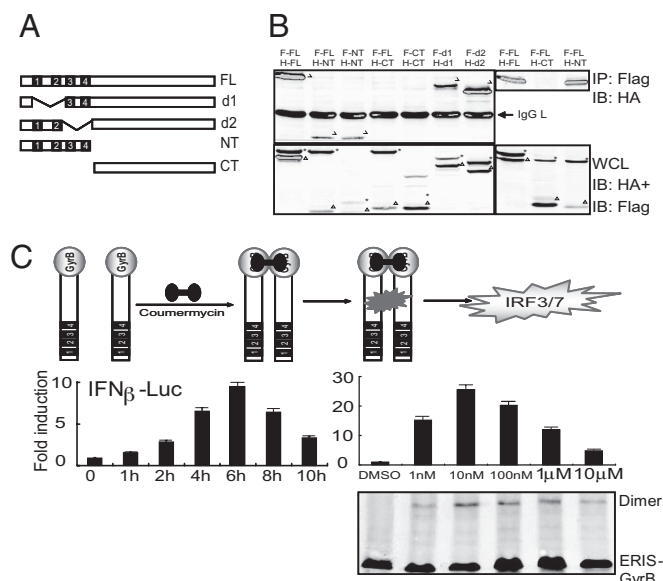 A
1 2 3 4 FL
3 4 d1
1 2 d2
1 2 3 4 NT
CT
B
F-FL F-FL F-NT F-FL F-CT F-d1 F-d2 F-FL F-FL F-FL
H-FL H-NT H-NT H-CT H-CT H-d1 H-d2 H-FL H-CT H-NT
IP: Flag
IB: HA
IgG L
WCL
IB: HA+
IB: Flag
C
GyrB GyrB
Coumermycin
IRF3/7
1 2 3 4
IFNβ-Luc
Fold induction
10
5
0
0 1h 2h 4h 6h 8h 10h
30
20
10
0
DMSO 1nM 10nM 100nM 1μM 10μM
Dimer
ERIS-
GyrB